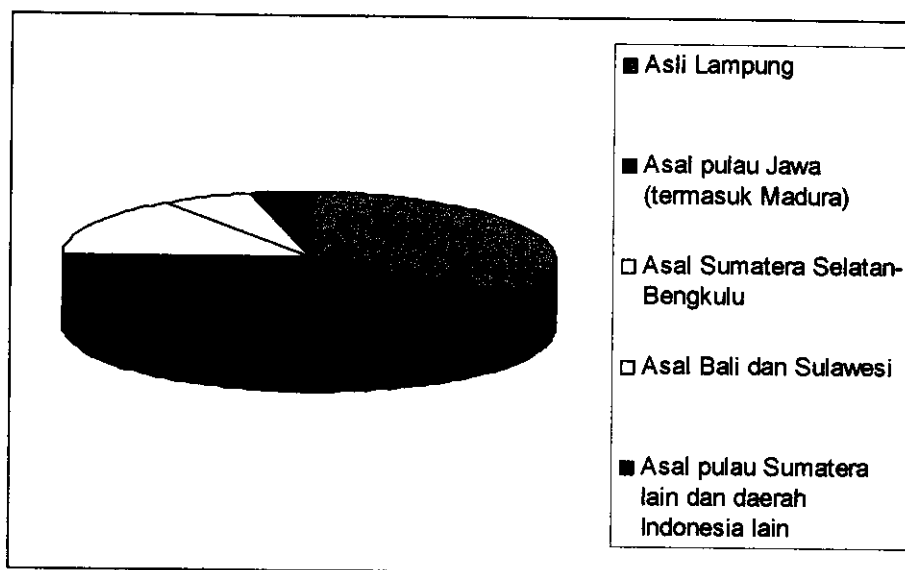 Asli Lampung
Asal pulau Jawa
(termasuk Madura)
Asal Sumatera Selatan-
Bengkulu
Asal Bali dan Sulawesi
Asal pulau Sumatera
lain dan daerah
Indonesia lain